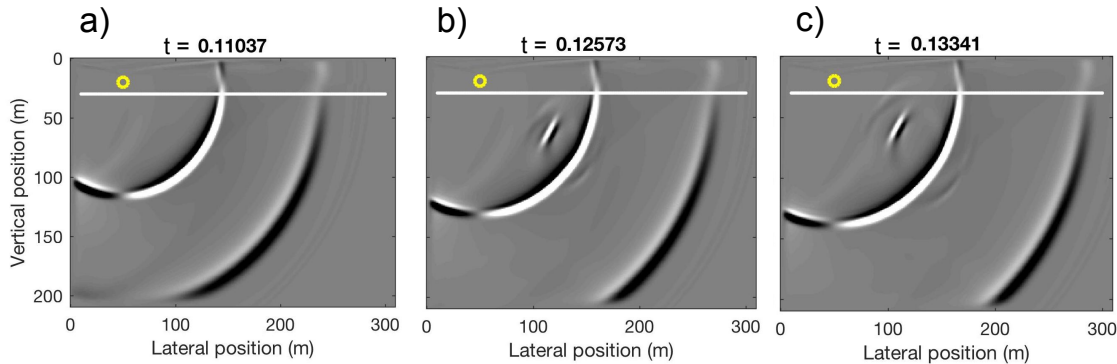 a) b) c)
t = 0.11037 t = 0.12573 t = 0.13341
0
50
100
150
200
Vertical position (m)
0 100 200 300 0 100 200 300 0 100 200 300
Lateral position (m) Lateral position (m) Lateral position (m)